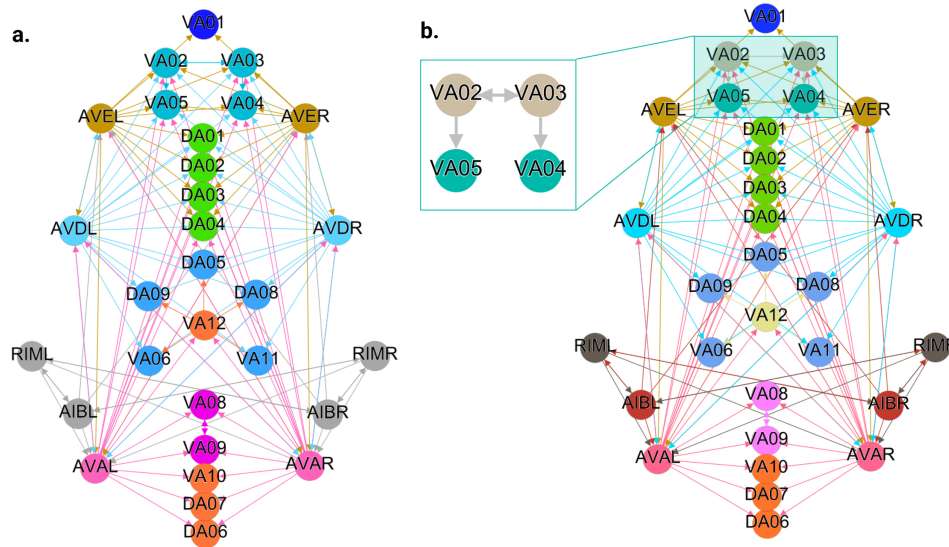 a.
VA01
VA02 VA03
VA05 VA04
AVEL AVER
DA01
DA02
DA03
DA04
AVDL AVDR
DA05
DA09 DA08
VA12
RIML RIMR
VA06 VA11
AIBL AIBR
VA08
VA09
AVAL AVAR
VA10
DA07
DA06
b.
VA02 VA03
VA05 VA04
VA01
VA02 VA03
VA05 VA04
AVEL AVER
DA01
DA02
DA03
DA04
AVDL AVDR
DA05
DA09 DA08
VA12
RIML RIMR
VA06 VA11
AIBL AIBR
VA08
VA09
AVAL AVAR
VA10
DA07
DA06